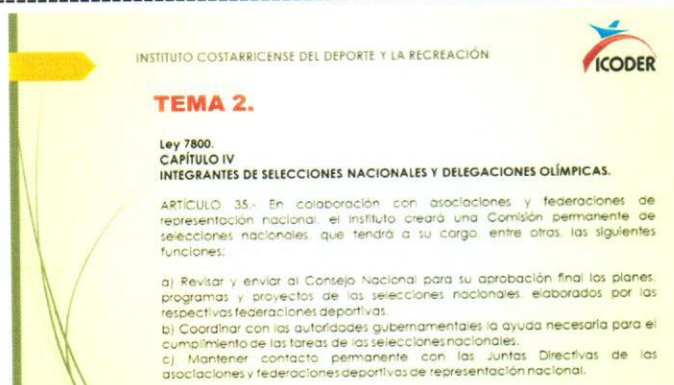 INSTITUTO COSTARRICENSE DEL DEPORTE Y LA RECREACIÓN
ICODER
TEMA 2.
Ley 7800.
CAPÍTULO IV
INTEGRANTES DE SELECCIONES NACIONALES Y DELEGACIONES OLÍMPICAS.
ARTÍCULO 35.- En colaboración con asociaciones y federaciones de
representación nacional, el Instituto creará una Comisión permanente de
selecciones nacionales, que tendrá a su cargo, entre otras, las siguientes
funciones:
a) Revisar y enviar al Consejo Nacional para su aprobación final los planes,
programas y proyectos de las selecciones nacionales, elaborados por las
respectivas federaciones deportivas.
b) Coordinar con las autoridades gubernamentales la ayuda necesaria para el
cumplimiento de las tareas de las selecciones nacionales.
c) Mantener contacto permanente con las Juntas Directivas de las
asociaciones y federaciones deportivas de representación nacional.